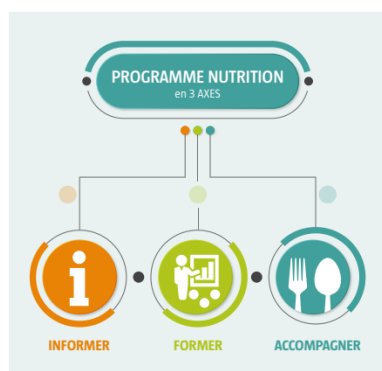 PROGRAMME NUTRITION
en 3 AXES
INFORMER
FORMER
ACCOMPAGNER